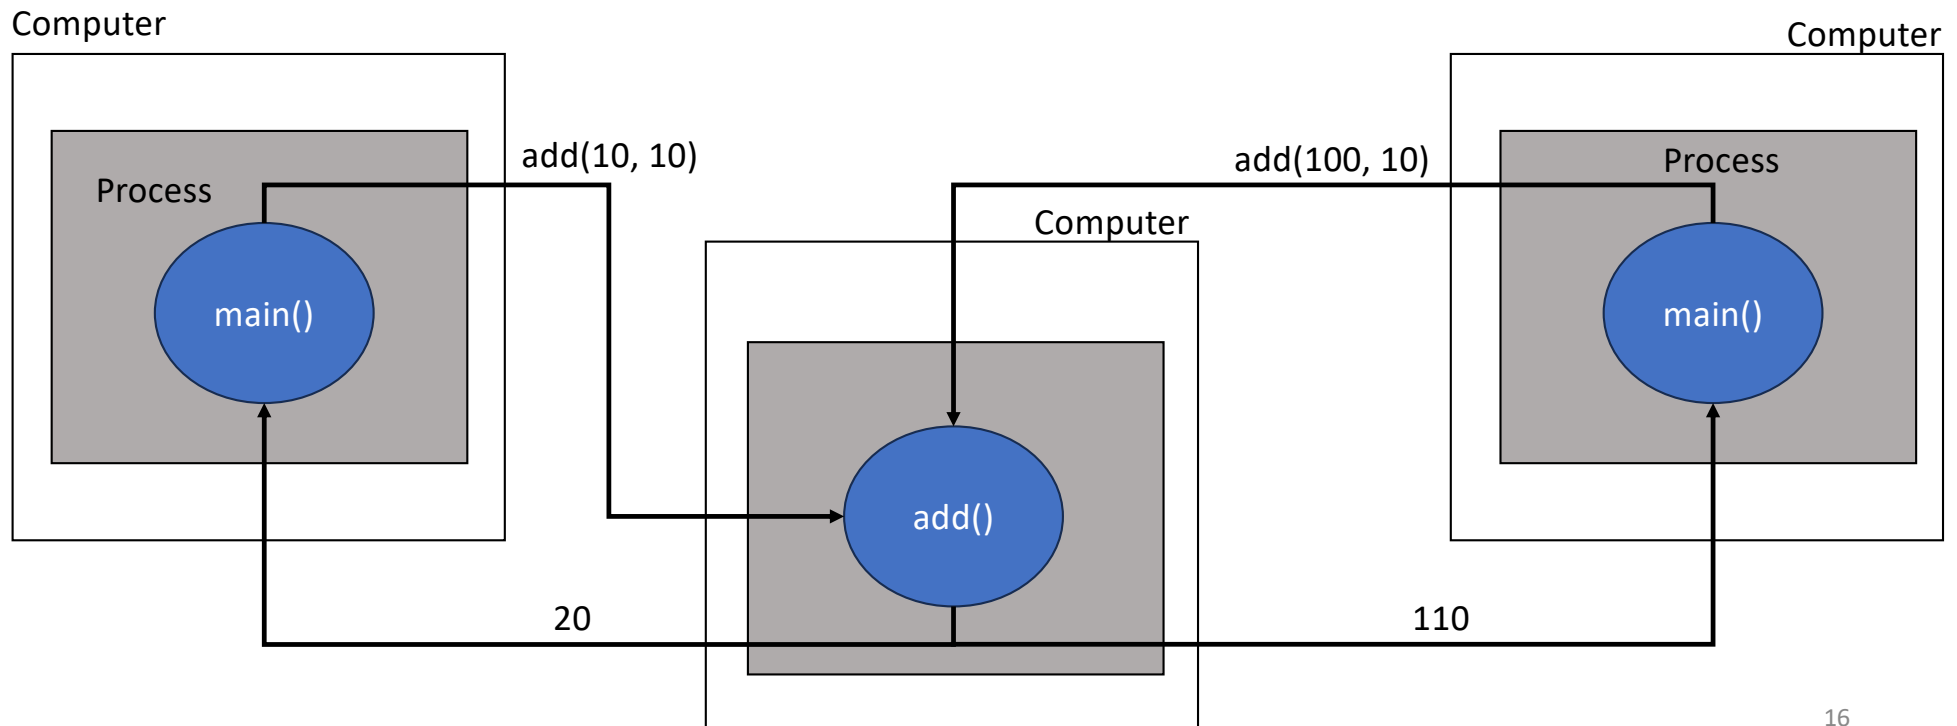 Computer
Computer
add(10, 10)
add(100, 10)
Process
Process
Computer
main()
main()
add()
20
110
16